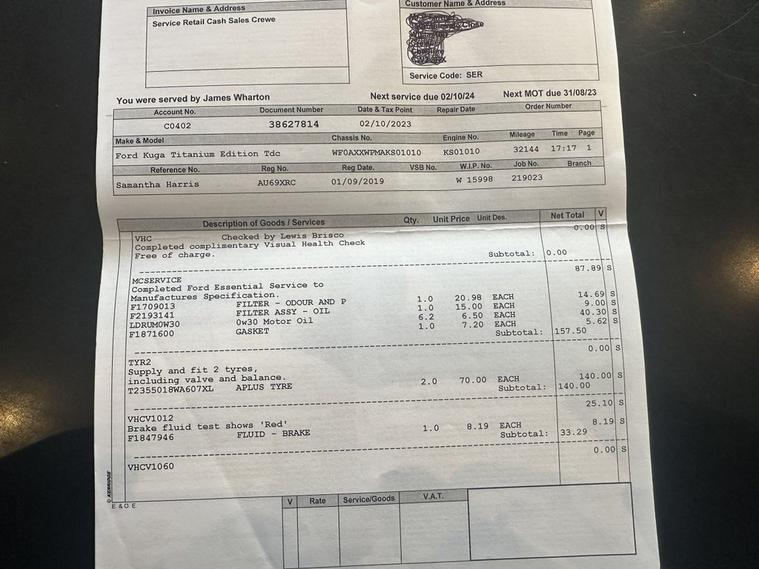 Invoice Name & Address
Customer Name & Address
Service Retail Cash Sales Crewe
Service Code: SER
You were served by James Wharton Next service due 02/10/24 Next MOT due 31/08/23
Account No. Document Number Date & Tax Point Repair Date Order Number
C0402 38627814 02/10/2023
Make & Model Chassis No. Engine No. Mileage Time Page
Ford Kuga Titanium Edition Tdc WF0AXXWPMAKS01010 KS01010 32144 17:17 1
Reference No. Reg No. Reg Date. VSB No. W.I.P. No. Job No. Branch
Samantha Harris AU69XRC 01/09/2019 W 15998 219023
Description of Goods / Services Qty. Unit Price Unit Des. Net Total V
0.00 S
VHC Checked by Lewis Brisco
Completed complimentary Visual Health Check
Free of charge. Subtotal: 0.00
87.89 S
MCSERVICE
Completed Ford Essential Service to
Manufactures Specification.
F1709013 FILTER - ODOUR AND P 1.0 20.98 EACH 14.69 S
F2193141 FILTER ASSY - OIL 1.0 15.00 EACH 9.00 S
LDRUM0W30 0w30 Motor Oil 6.2 6.50 EACH 40.30 S
F1871600 GASKET 1.0 7.20 EACH 5.62 S
Subtotal: 157.50
0.00 S
TYR2
Supply and fit 2 tyres,
including valve and balance.
T2355018WA607XL APLUS TYRE 2.0 70.00 EACH 140.00 S
Subtotal: 140.00
25.10 S
VHCV1012
Brake fluid test shows 'Red'
F1847946 FLUID - BRAKE 1.0 8.19 EACH 8.19 S
Subtotal: 33.29
0.00 S
VHCV1060
© KERRIDGE
E & O E
V Rate Service/Goods V.A.T.